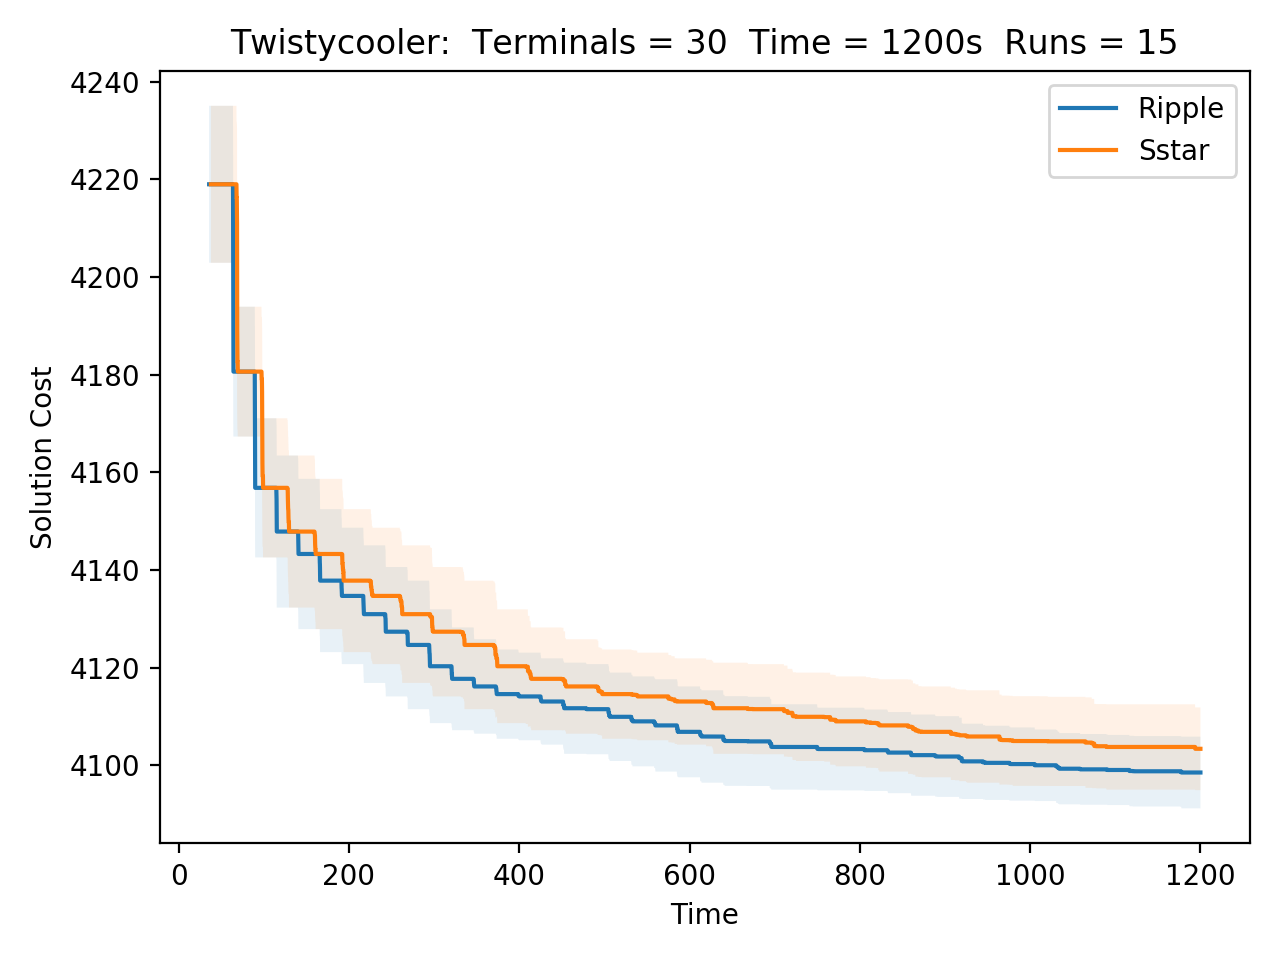 Twistycooler: Terminals = 30 Time = 1200s Runs = 15
Ripple
Sstar
Solution Cost
4240
4220
4200
4180
4160
4140
4120
4100
0 200 400 600 800 1000 1200
Time